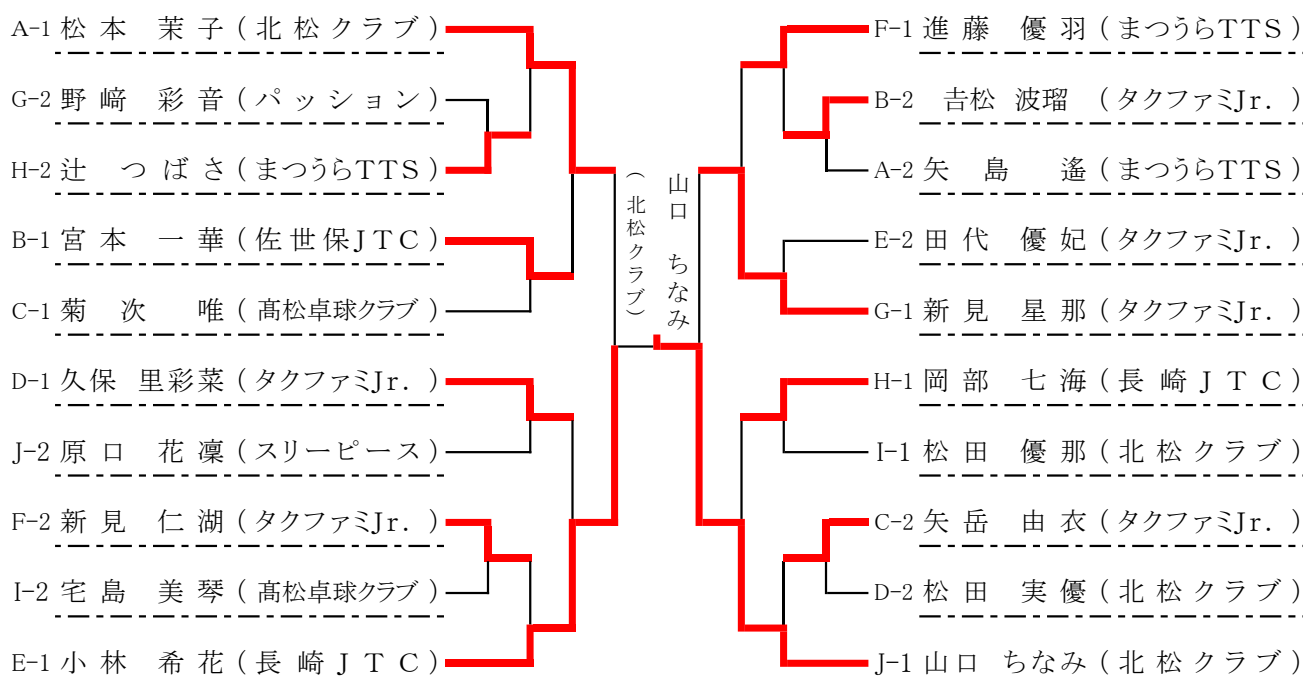 A-1 松本 茉子 (北松クラブ)
G-2 野﨑 彩音 (パッション)
H-2 辻 つばさ (まつうらTTS)
B-1 宮本 一華 (佐世保JTC)
C-1 菊次 唯 (髙松卓球クラブ)
D-1 久保 里彩菜 (タクファミJr.)
J-2 原口 花凜 (スリーピース)
F-2 新見 仁湖 (タクファミJr.)
I-2 宅島 美琴 (髙松卓球クラブ)
E-1 小林 希花 (長崎JTC)
山口 ちなみ
(北松クラブ)
F-1 進藤 優羽 (まつうらTTS)
B-2 𠮷松 波瑠 (タクファミJr.)
A-2 矢島 遙 (まつうらTTS)
E-2 田代 優妃 (タクファミJr.)
G-1 新見 星那 (タクファミJr.)
H-1 岡部 七海 (長崎JTC)
I-1 松田 優那 (北松クラブ)
C-2 矢岳 由衣 (タクファミJr.)
D-2 松田 実優 (北松クラブ)
J-1 山口 ちなみ (北松クラブ)